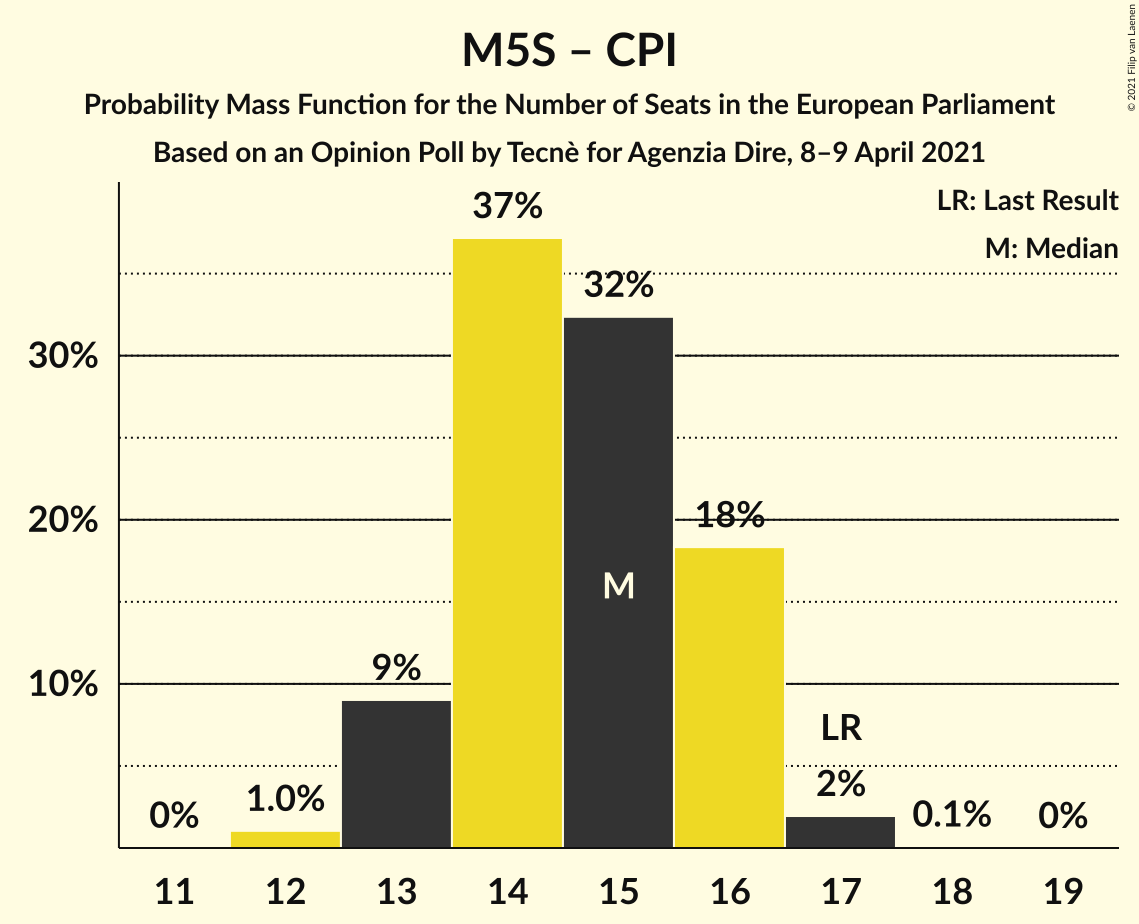 M5S – CPI
Probability Mass Function for the Number of Seats in the European Parliament
Based on an Opinion Poll by Tecnè for Agenzia Dire, 8–9 April 2021
© 2021 Filip van Laenen
LR: Last Result
M: Median
37%
32%
30%
20%
18%
M
10%
9%
LR
2%
1.0%
0%
0.1%
0%
11 12 13 14 15 16 17 18 19